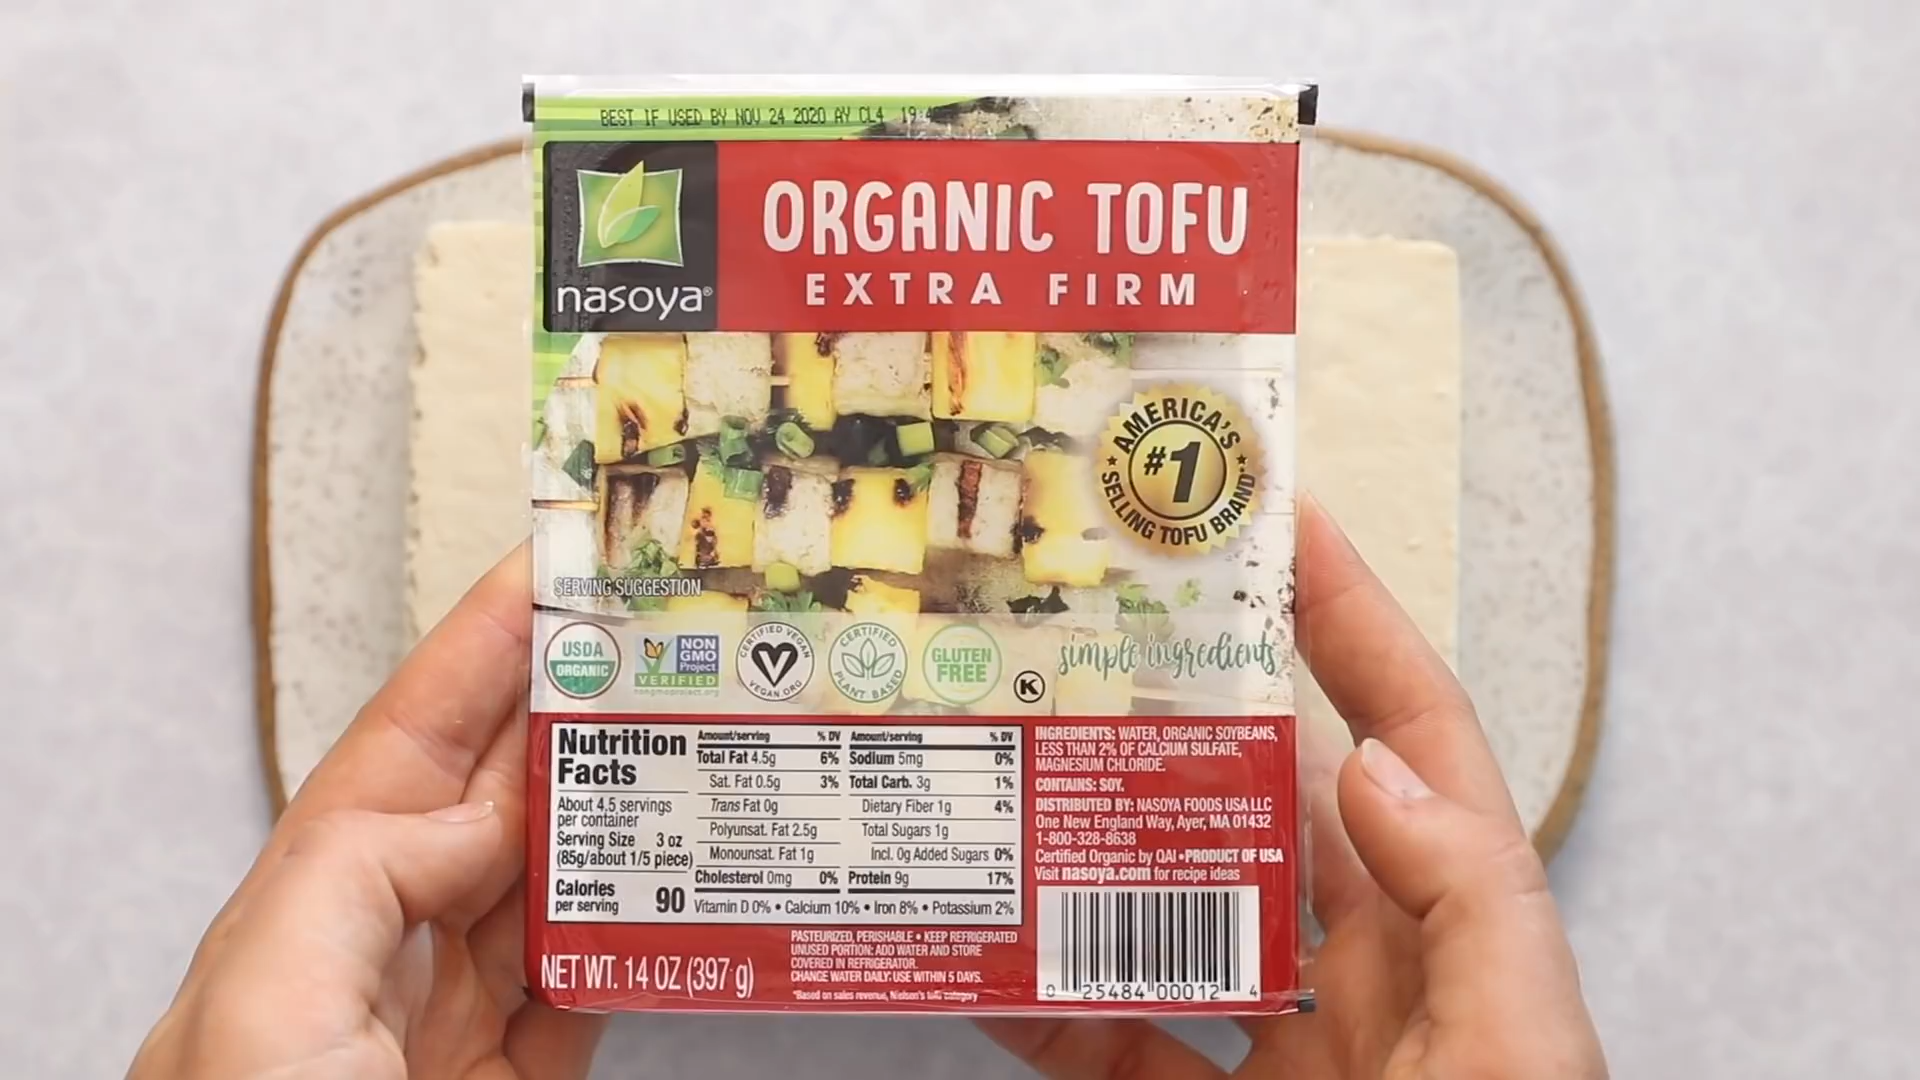 BEST IF USED BY NOV 24 2020 AY CL4 19:4
nasoya®
ORGANIC TOFU
EXTRA FIRM
AMERICA'S
#1
SELLING TOFU BRAND*
SERVING SUGGESTION
USDA
ORGANIC
NON
GMO
Project
VERIFIED
nongmoproject.org
CERTIFIED VEGAN
V
VEGAN.ORG
CERTIFIED
PLANT BASED
GLUTEN
FREE
K
simple ingredients
Nutrition
Facts
About 4.5 servings
per container
Serving Size 3 oz
(85g/about 1/5 piece)
Calories
per serving 90
Amount/serving % DV
Total Fat 4.5g 6%
Sat. Fat 0.5g 3%
Trans Fat 0g
Polyunsat. Fat 2.5g
Monounsat. Fat 1g
Cholesterol 0mg 0%
Amount/serving % DV
Sodium 5mg 0%
Total Carb. 3g 1%
Dietary Fiber 1g 4%
Total Sugars 1g
Incl. 0g Added Sugars 0%
Protein 9g 17%
Vitamin D 0% • Calcium 10% • Iron 8% • Potassium 2%
INGREDIENTS: WATER, ORGANIC SOYBEANS,
LESS THAN 2% OF CALCIUM SULFATE,
MAGNESIUM CHLORIDE.
CONTAINS: SOY.
DISTRIBUTED BY: NASOYA FOODS USA LLC
One New England Way, Ayer, MA 01432
1-800-328-8638
Certified Organic by QAI • PRODUCT OF USA
Visit nasoya.com for recipe ideas
NET WT. 14 OZ (397 g)
PASTEURIZED, PERISHABLE • KEEP REFRIGERATED
UNUSED PORTION: ADD WATER AND STORE
COVERED IN REFRIGERATOR.
CHANGE WATER DAILY: USE WITHIN 5 DAYS.
*Based on sales revenue, Nielsen's tofu category
0 25484 00012 4